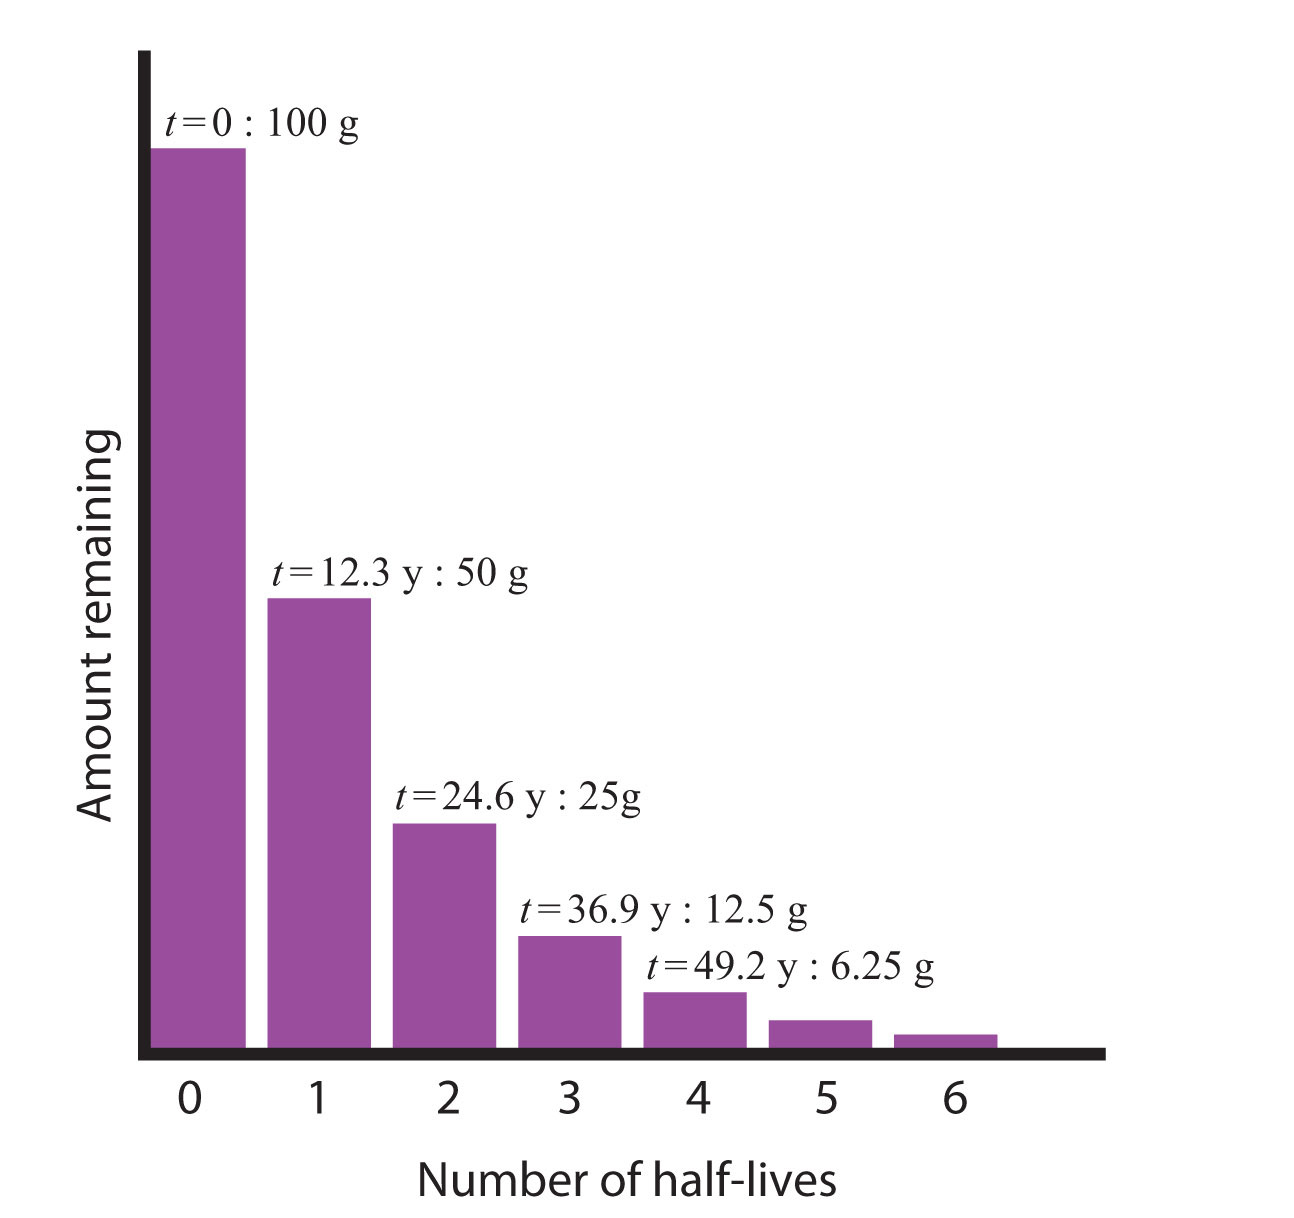 t=0 : 100 g
t=12.3 y : 50 g
t=24.6 y : 25g
t=36.9 y : 12.5 g
t=49.2 y : 6.25 g
Amount remaining
0 1 2 3 4 5 6
Number of half-lives